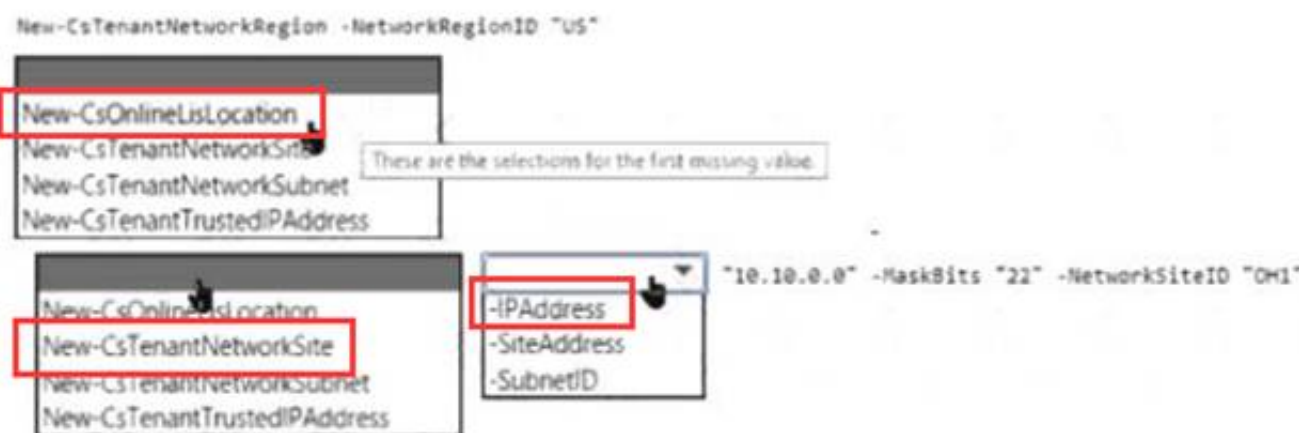 New-CsTenantNetworkRegion -NetworkRegionID "US"
New-CsOnlineLisLocation
New-CsTenantNetworkSite
These are the selections for the first missing value.
New-CsTenantNetworkSubnet
New-CsTenantTrustedIPAddress
"10.10.0.0" -MaskBits "22" -NetworkSiteID "OH1"
New-CsOnlineLisLocation
-IPAddress
New-CsTenantNetworkSite
-SiteAddress
New-CsTenantNetworkSubnet
-SubnetID
New-CsTenantTrustedIPAddress